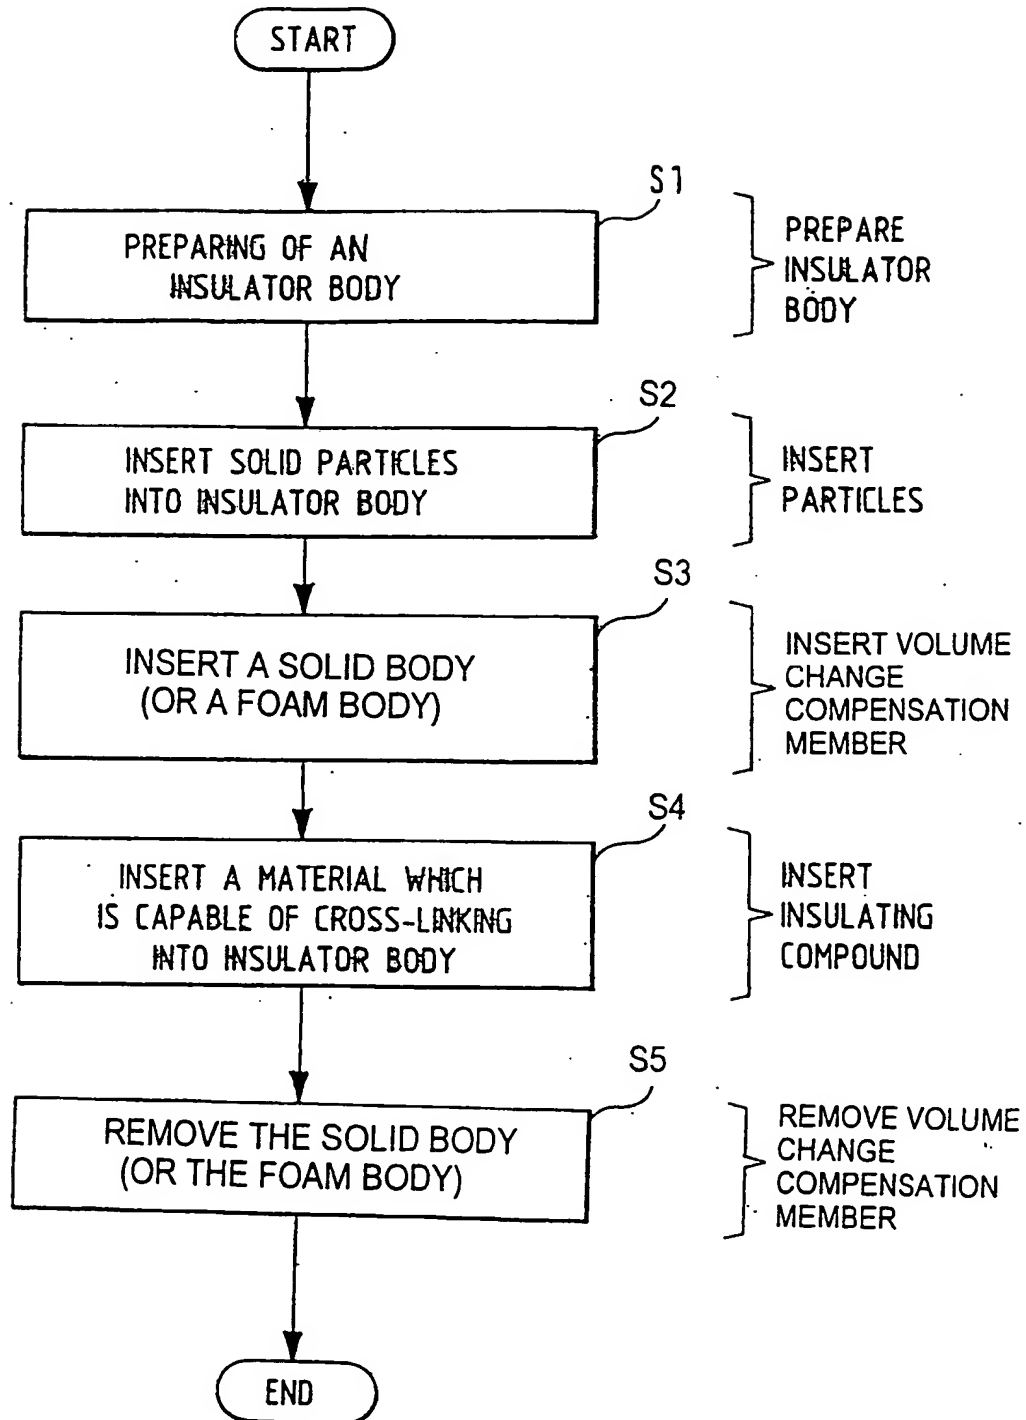 START
S1
PREPARING OF AN
INSULATOR BODY
PREPARE
INSULATOR
BODY
S2
INSERT SOLID PARTICLES
INTO INSULATOR BODY
INSERT
PARTICLES
S3
INSERT A SOLID BODY
(OR A FOAM BODY)
INSERT VOLUME
CHANGE
COMPENSATION
MEMBER
S4
INSERT A MATERIAL WHICH
IS CAPABLE OF CROSS-LINKING
INTO INSULATOR BODY
INSERT
INSULATING
COMPOUND
S5
REMOVE THE SOLID BODY
(OR THE FOAM BODY)
REMOVE VOLUME
CHANGE
COMPENSATION
MEMBER
END